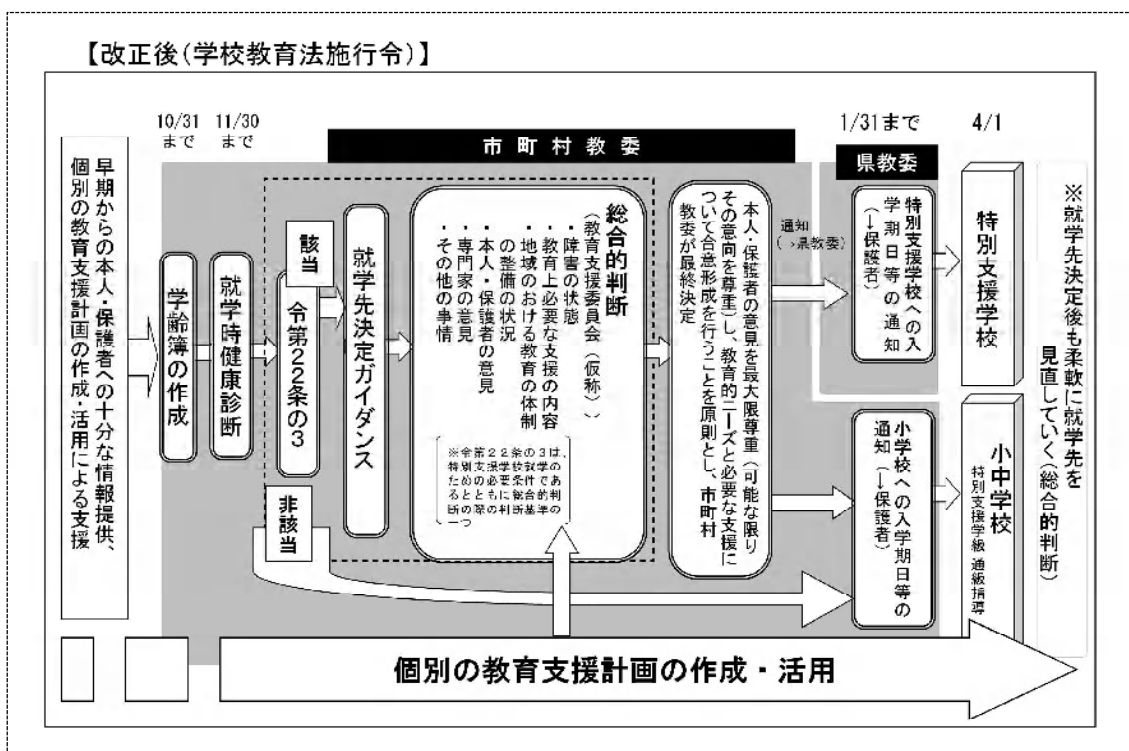 【改正後(学校教育法施行令)】
早期からの本人・保護者への十分な情報提供、
個別の教育支援計画の作成・活用による支援
10/31
まで
11/30
まで
市町村教委
1/31まで
県教委
4/1
学齢簿の作成
就学時健康診断
該当
令第22条の3
非該当
就学先決定ガイダンス
総合的判断
(教育支援委員会(仮称))
・障害の状態
・教育上必要な支援の内容
・地域のおける教育の体制
の整備の状況
・本人・保護者の意見
・専門家の意見
・その他の事情
※令第22条の3は、
特別支援学校就学の
ための必要条件であ
るとともに総合的判
断の際の判断基準の
一つ
本人・保護者の意見を最大限尊重(可能な限り
その意向を尊重)し、教育的ニーズと必要な支援に
ついて合意形成を行うことを原則とし、市町村
教委が最終決定
通知
(→県教委)
特別支援学校への入
学期日等の通知
(→保護者)
小学校への入学期日等の
通知(→保護者)
特別支援学校
小中学校
特別支援学級 通級指導
※就学先決定後も柔軟に就学先を
見直していく(総合的判断)
個別の教育支援計画の作成・活用